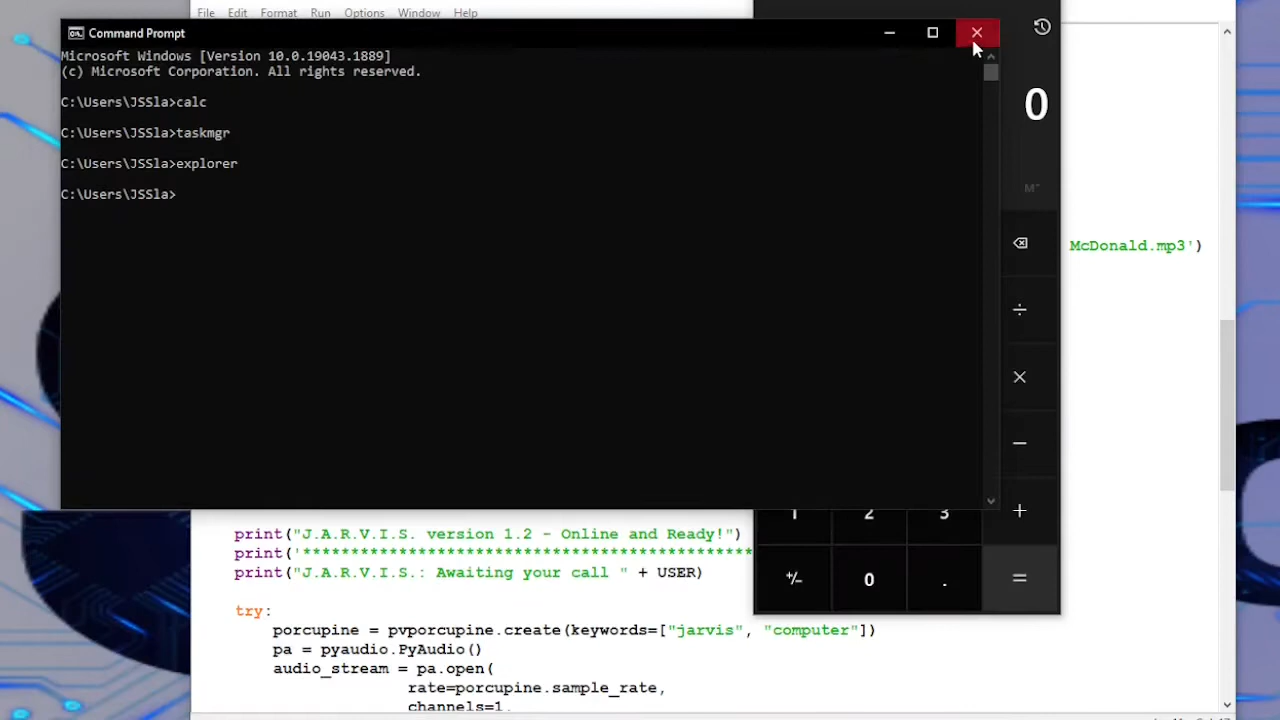 File Edit Format Run Options Window Help
Command Prompt
Microsoft Windows [Version 10.0.19043.1889]
(c) Microsoft Corporation. All rights reserved.
C:\Users\JSSla>calc
C:\Users\JSSla>taskmgr
C:\Users\JSSla>explorer
C:\Users\JSSla>
0
M˅
McDonald.mp3')
÷
×
−
+
1 2 3
+/- 0 . =
print("J.A.R.V.I.S. version 1.2 - Online and Ready!")
print('************************************************
print("J.A.R.V.I.S.: Awaiting your call " + USER)
try:
porcupine = pvporcupine.create(keywords=["jarvis", "computer"])
pa = pyaudio.PyAudio()
audio_stream = pa.open(
rate=porcupine.sample_rate,
channels=1,